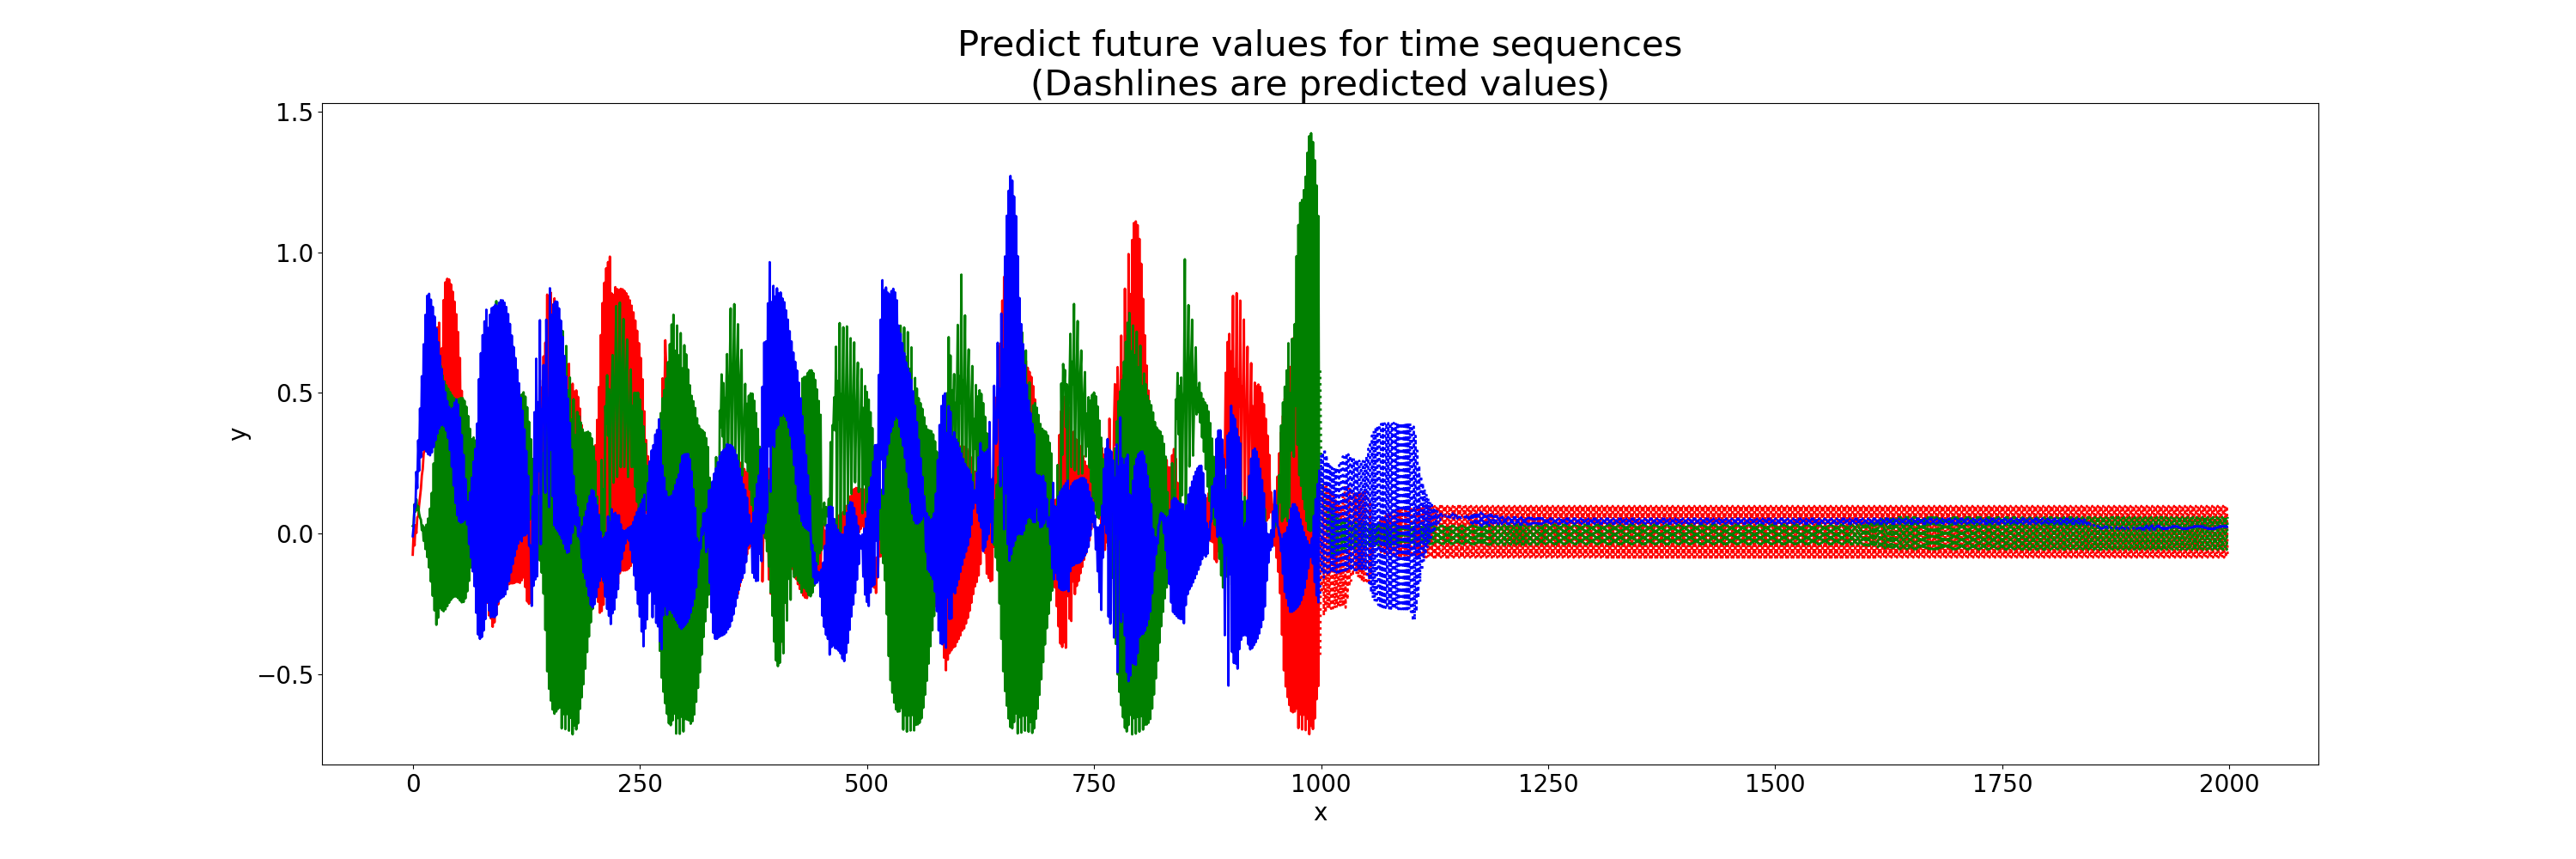 Predict future values for time sequences
(Dashlines are predicted values)
1.5
1.0
0.5
0.0
−0.5
y
0 250 500 750 1000 1250 1500 1750 2000
x